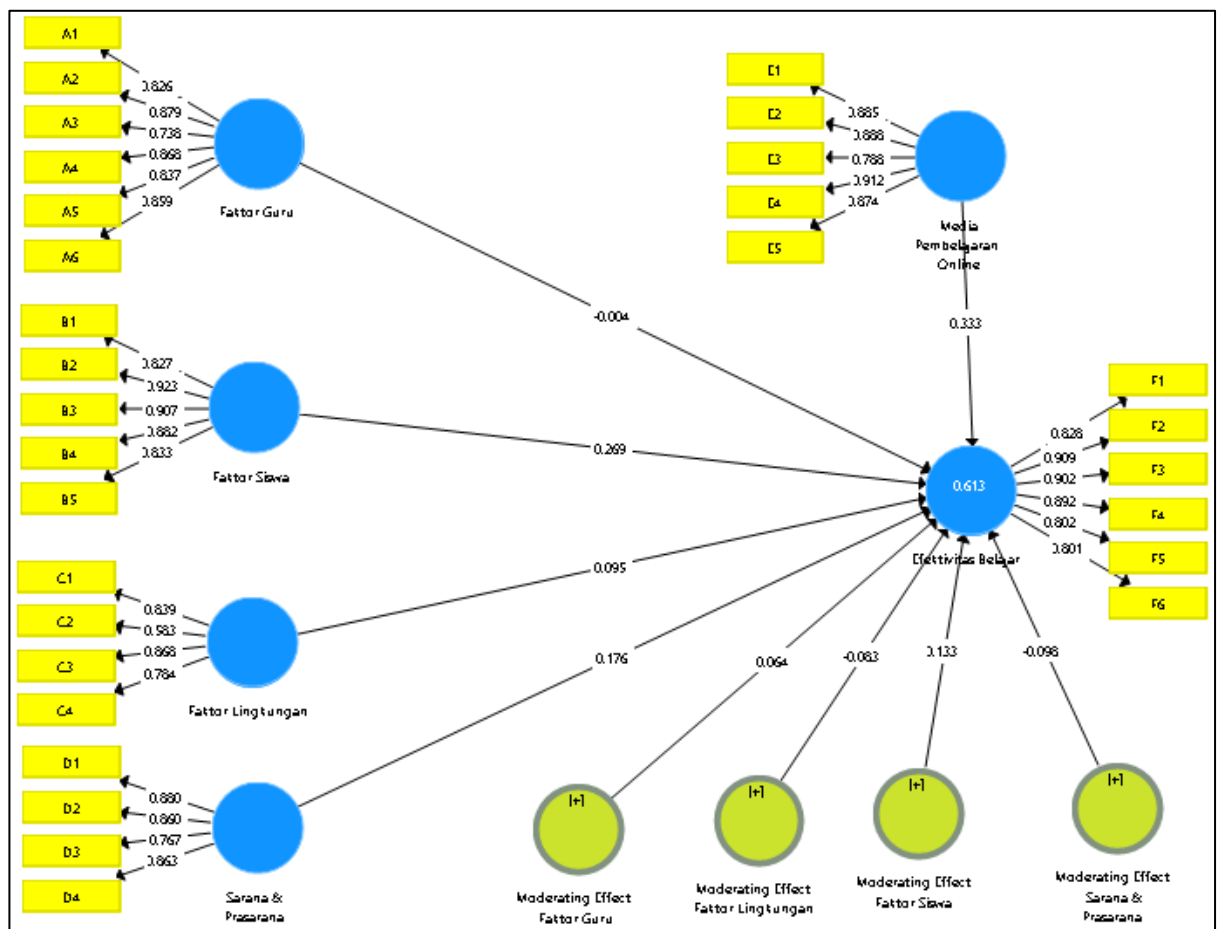 A1
A2
A3
A4
A5
A6
0.826
0.879
0.738
0.868
0.837
0.859
Faktor Guru
E1
E2
E3
E4
E5
0.885
0.888
0.788
0.912
0.874
Media
Pembelajaran
Online
-0.004
0.333
B1
B2
B3
B4
B5
0.827
0.923
0.907
0.882
0.833
Faktor Siswa
0.269
0.613
Efektivitas Belajar
F1
F2
F3
F4
F5
F6
0.828
0.909
0.902
0.892
0.802
0.801
C1
C2
C3
C4
0.839
0.583
0.868
0.784
Faktor Lingkungan
0.095
D1
D2
D3
D4
0.880
0.860
0.767
0.863
Sarana &
Prasarana
0.176
0.064
-0.083
0.133
-0.098
[+]
Moderating Effect
Faktor Guru
[+]
Moderating Effect
Faktor Lingkungan
[+]
Moderating Effect
Faktor Siswa
[+]
Moderating Effect
Sarana &
Prasarana